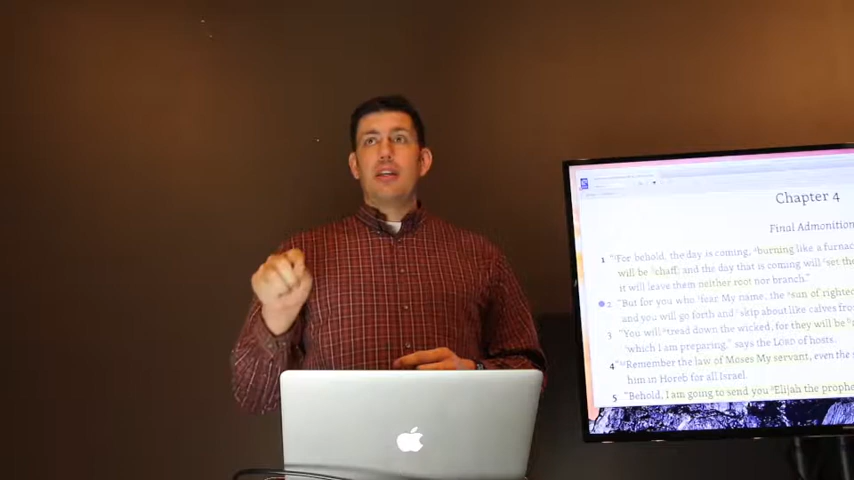 Chapter 4
Final Admonition
1 "For behold, the day is coming, burning like a furnac
will be chaff; and the day that is coming will set the
it will leave them neither root nor branch."
2 "But for you who fear My name, the sun of righteo
and you will go forth and skip about like calves from
3 "You will tread down the wicked, for they will be
which I am preparing," says the LORD of hosts.
4 "Remember the law of Moses My servant, even the
him in Horeb for all Israel.
5 "Behold, I am going to send you Elijah the prophe